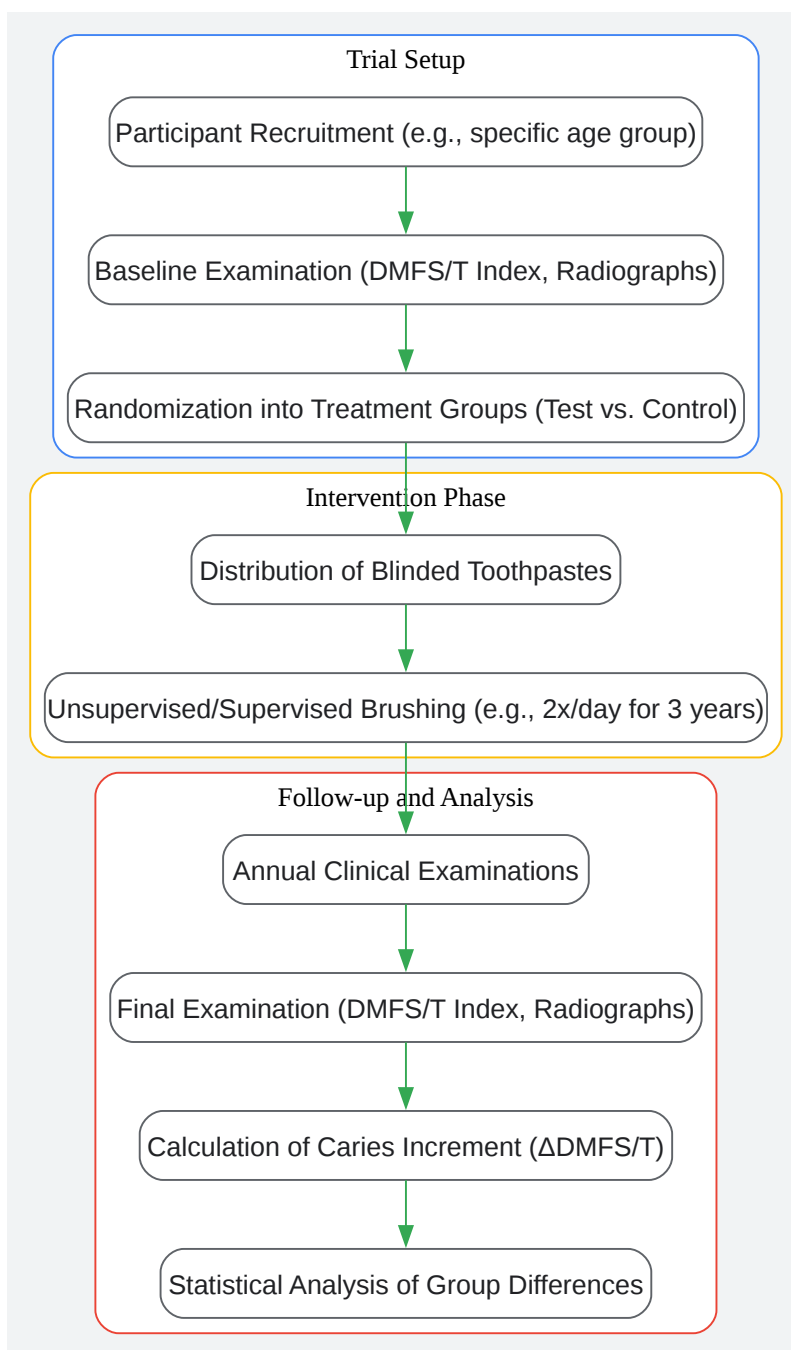 Trial Setup
Participant Recruitment (e.g., specific age group)
Baseline Examination (DMFS/T Index, Radiographs)
Randomization into Treatment Groups (Test vs. Control)
Intervention Phase
Distribution of Blinded Toothpastes
Unsupervised/Supervised Brushing (e.g., 2x/day for 3 years)
Follow-up and Analysis
Annual Clinical Examinations
Final Examination (DMFS/T Index, Radiographs)
Calculation of Caries Increment (ΔDMFS/T)
Statistical Analysis of Group Differences